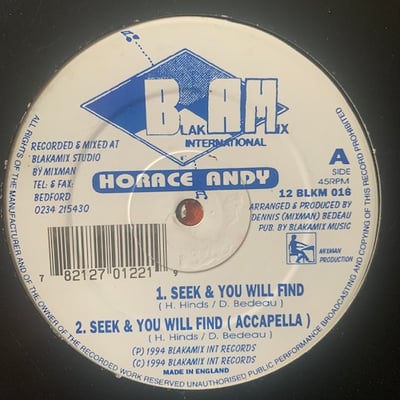 ALL RIGHTS OF THE MANUFACTURER AND OF THE OWNER OF THE RECORDED WORK RESERVED UNAUTHORISED PUBLIC PERFORMANCE BROADCASTING AND COPYING OF THIS RECORD PROHIBITED
BLAM
BLAK
IX
INTERNATIONAL
RECORDED & MIXED AT
BLAKAMIX STUDIO
BY MIXMAN
TEL: & FAX-
BEDFORD
0234 215430
A
SIDE
45RPM
HORACE ANDY
A
12 BLKM 016
ARRANGED & PRODUCED BY
DENNIS (MIXMAN) BEDEAU
PUB. BY BLAKAMIX MUSIC
MIXMAN
PRODUCTION
7 82127 01221 9
1. SEEK & YOU WILL FIND
( H. Hinds / D. Bedeau )
2. SEEK & YOU WILL FIND ( ACCAPELLA )
( H. Hinds / D. Bedeau )
(P) 1994 BLAKAMIX INT RECORDS
(C) 1994 BLAKAMIX INT RECORDS
MADE IN ENGLAND